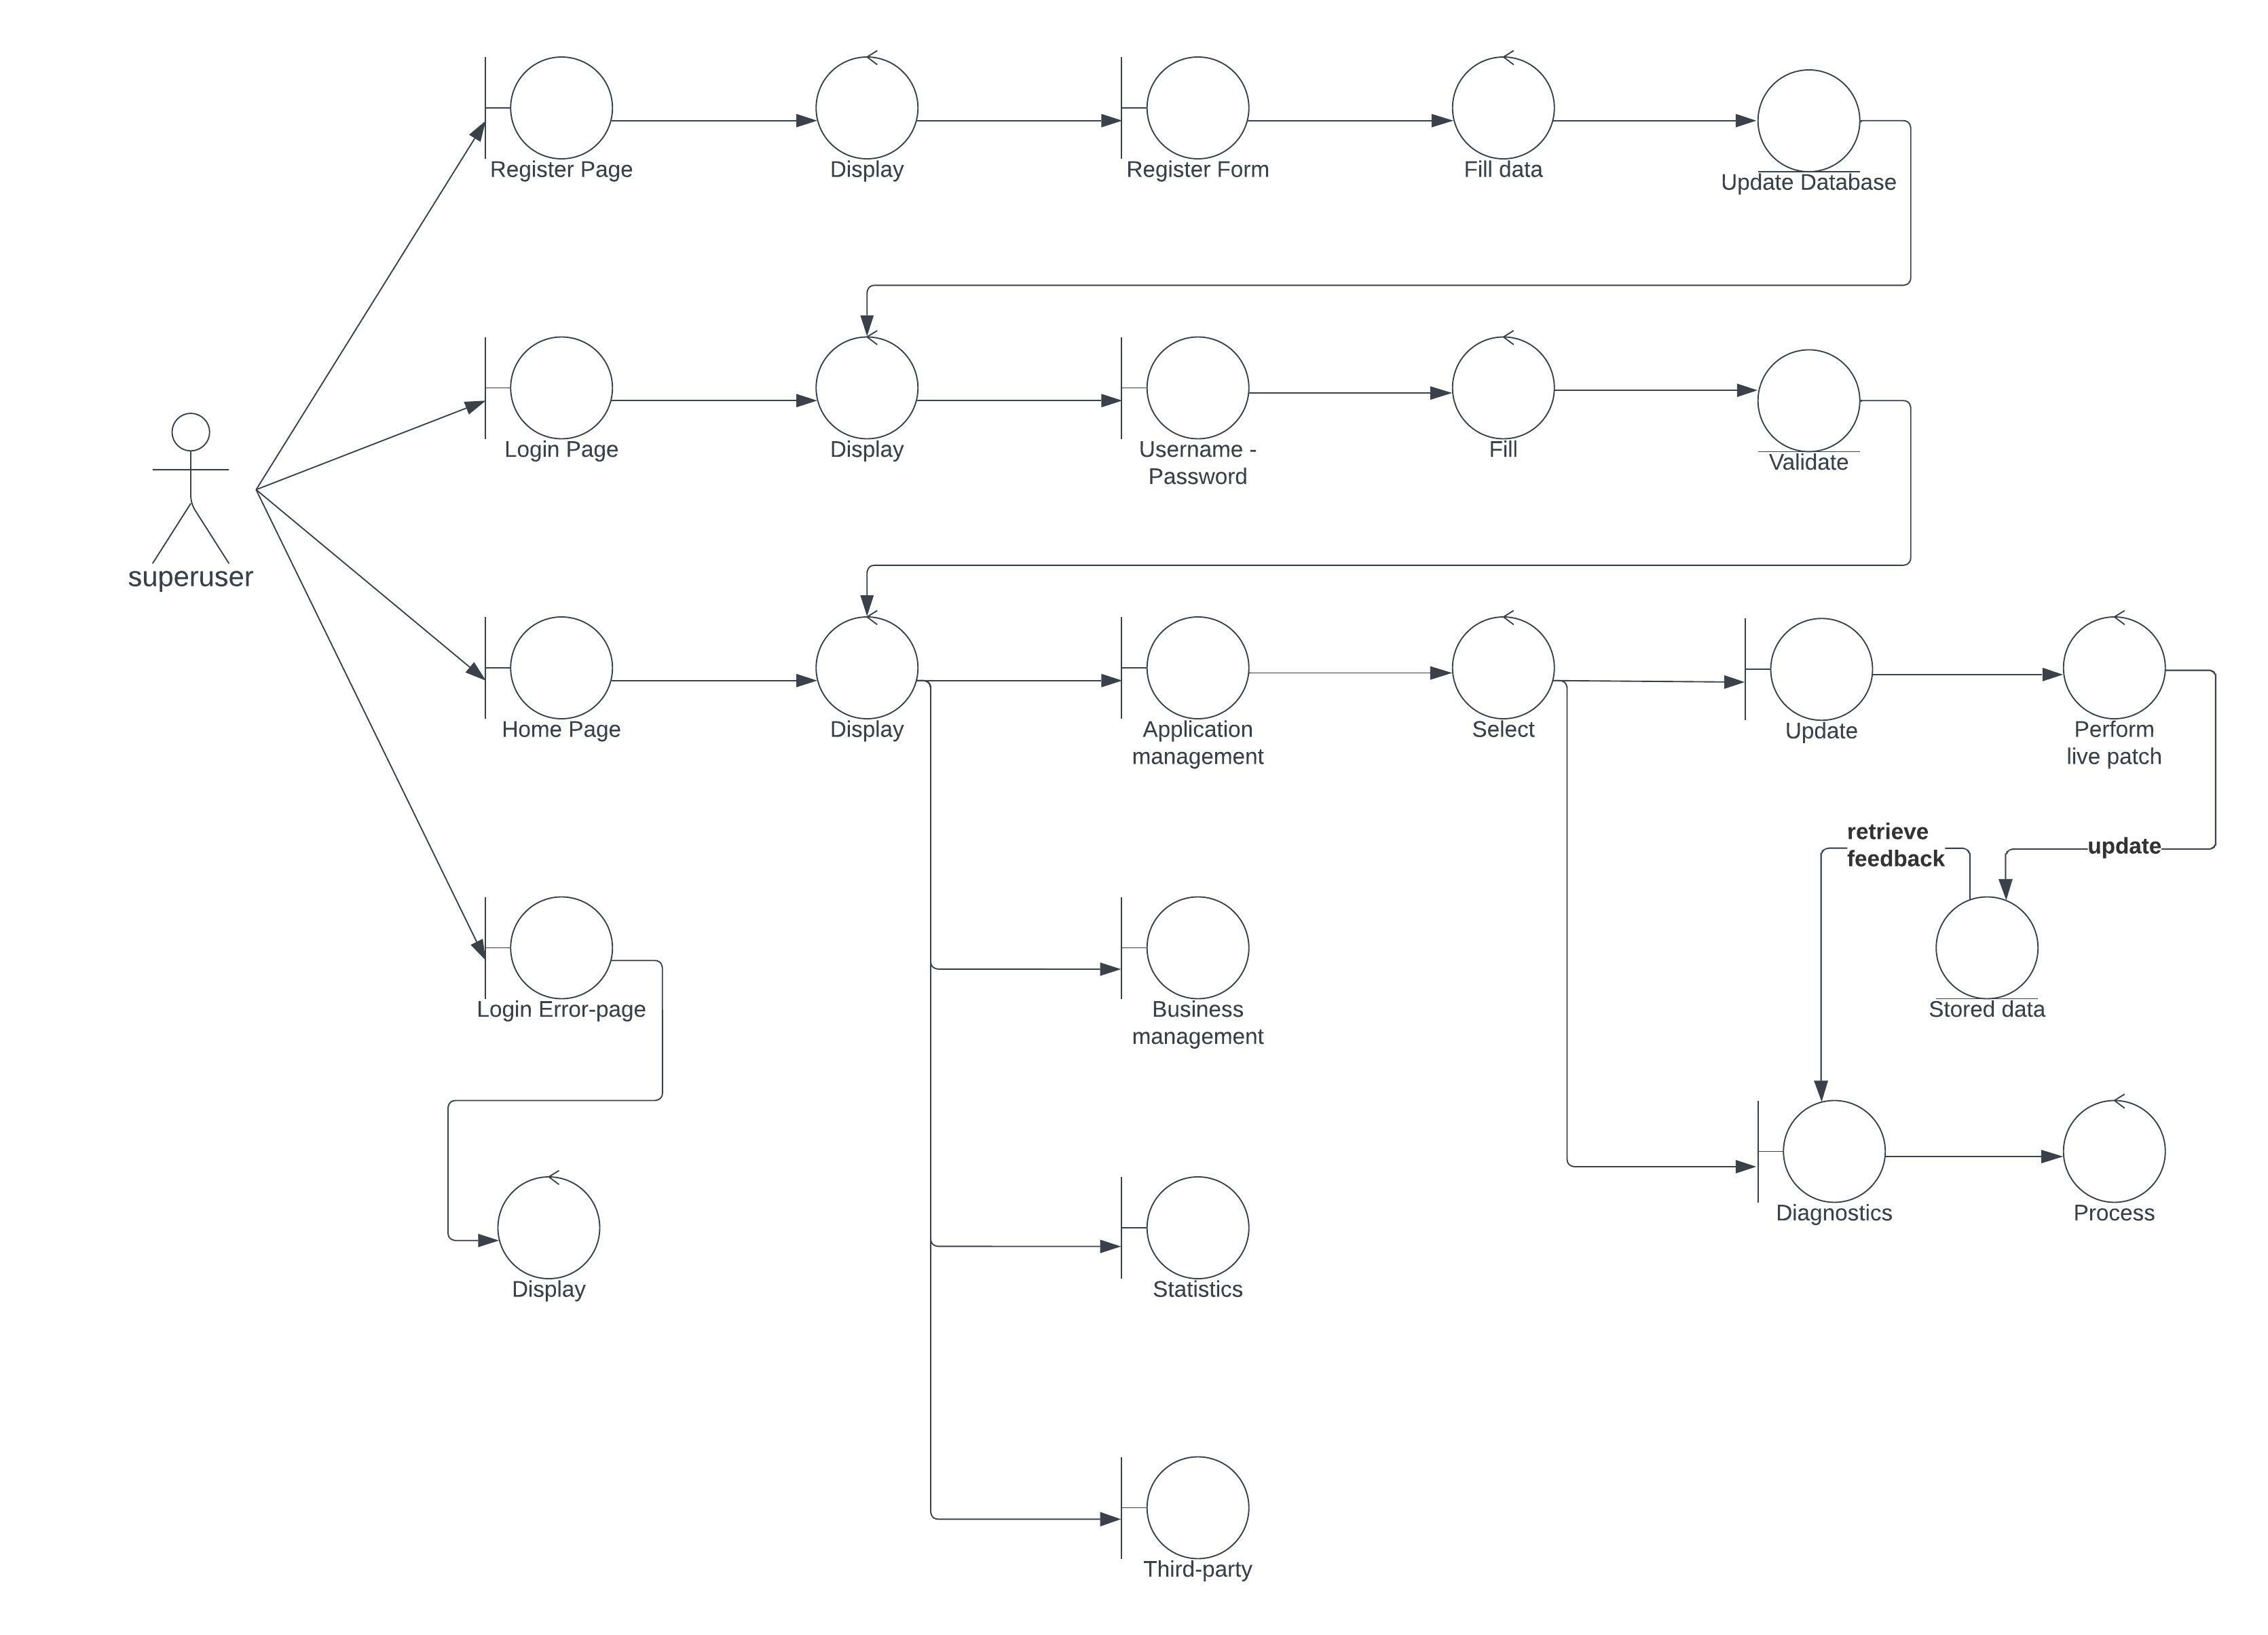 Register Page
Display
Register Form
Fill data
Update Database
Login Page
Display
Username -
Password
Fill
Validate
superuser
Home Page
Display
Application
management
Select
Update
Perform
live patch
retrieve
feedback
update
Login Error-page
Business
management
Stored data
Diagnostics
Process
Display
Statistics
Third-party